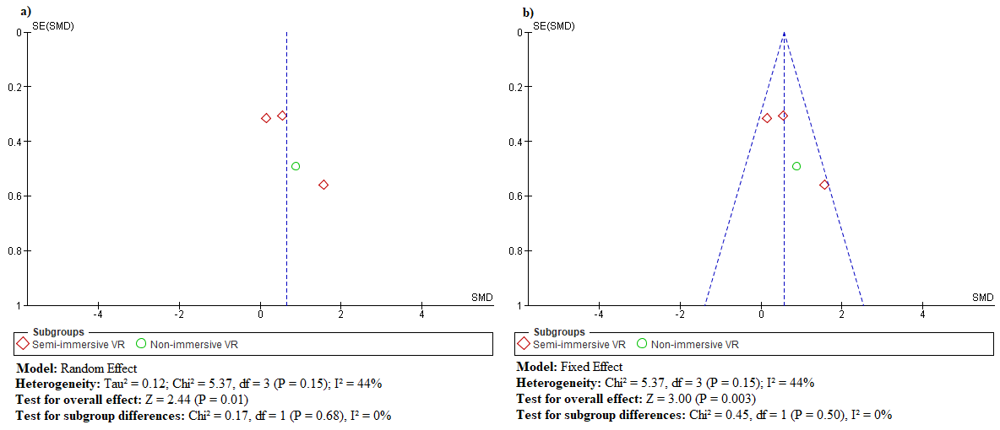 a)
SE(SMD)
0
0.2
0.4
0.6
0.8
1
-4
-2
0
2
4
SMD
Subgroups
Semi-immersive VR
Non-immersive VR
Model: Random Effect
Heterogeneity: Tau² = 0.12; Chi² = 5.37, df = 3 (P = 0.15); I² = 44%
Test for overall effect: Z = 2.44 (P = 0.01)
Test for subgroup differences: Chi² = 0.17, df = 1 (P = 0.68), I² = 0%
b)
SE(SMD)
0
0.2
0.4
0.6
0.8
1
-4
-2
0
2
4
SMD
Subgroups
Semi-immersive VR
Non-immersive VR
Model: Fixed Effect
Heterogeneity: Chi² = 5.37, df = 3 (P = 0.15); I² = 44%
Test for overall effect: Z = 3.00 (P = 0.003)
Test for subgroup differences: Chi² = 0.45, df = 1 (P = 0.50), I² = 0%